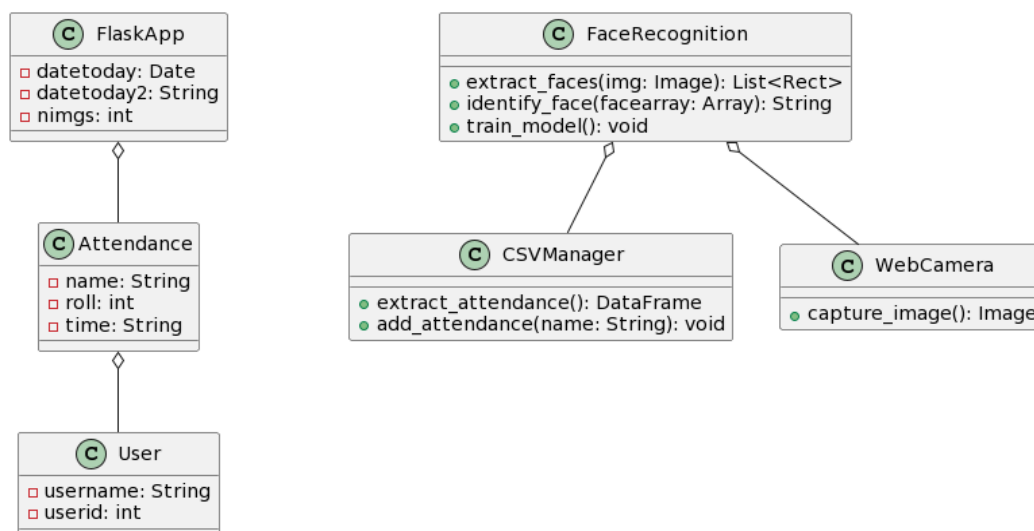 C FlaskApp
datetoday: Date
datetoday2: String
nimgs: int
C FaceRecognition
extract_faces(img: Image): List<Rect>
identify_face(facearray: Array): String
train_model(): void
C Attendance
name: String
roll: int
time: String
C CSVManager
extract_attendance(): DataFrame
add_attendance(name: String): void
C WebCamera
capture_image(): Image
C User
username: String
userid: int